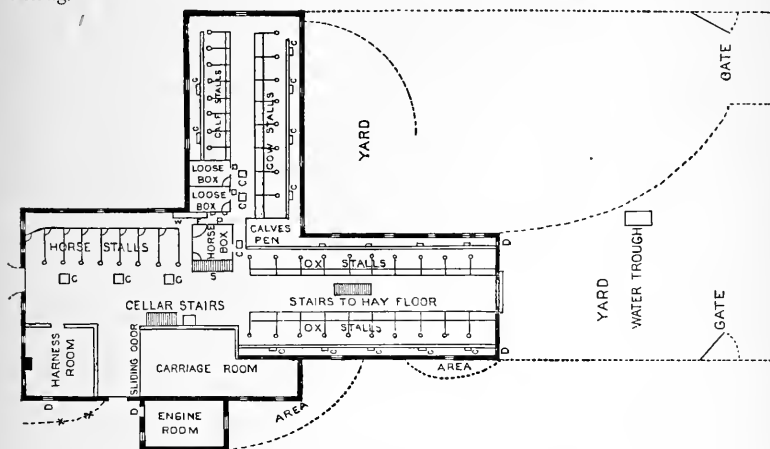 CALF STALLS
COW STALLS
C
C
C
C
C
YARD
GATE
LOOSE
BOX
LOOSE
BOX
D
C
C
W
P
P
HORSE
BOX
CALVES
PEN
C
S
HORSE STALLS
C
C
C
C
C
C
C
C
D
OX STALLS
CELLAR STAIRS
STAIRS TO HAY FLOOR
OX STALLS
C
C
C
C
C
D
YARD
WATER TROUGH
GATE
HARNESS
ROOM
SLIDING DOOR
CARRIAGE ROOM
AREA
AREA
D
D
ENGINE
ROOM